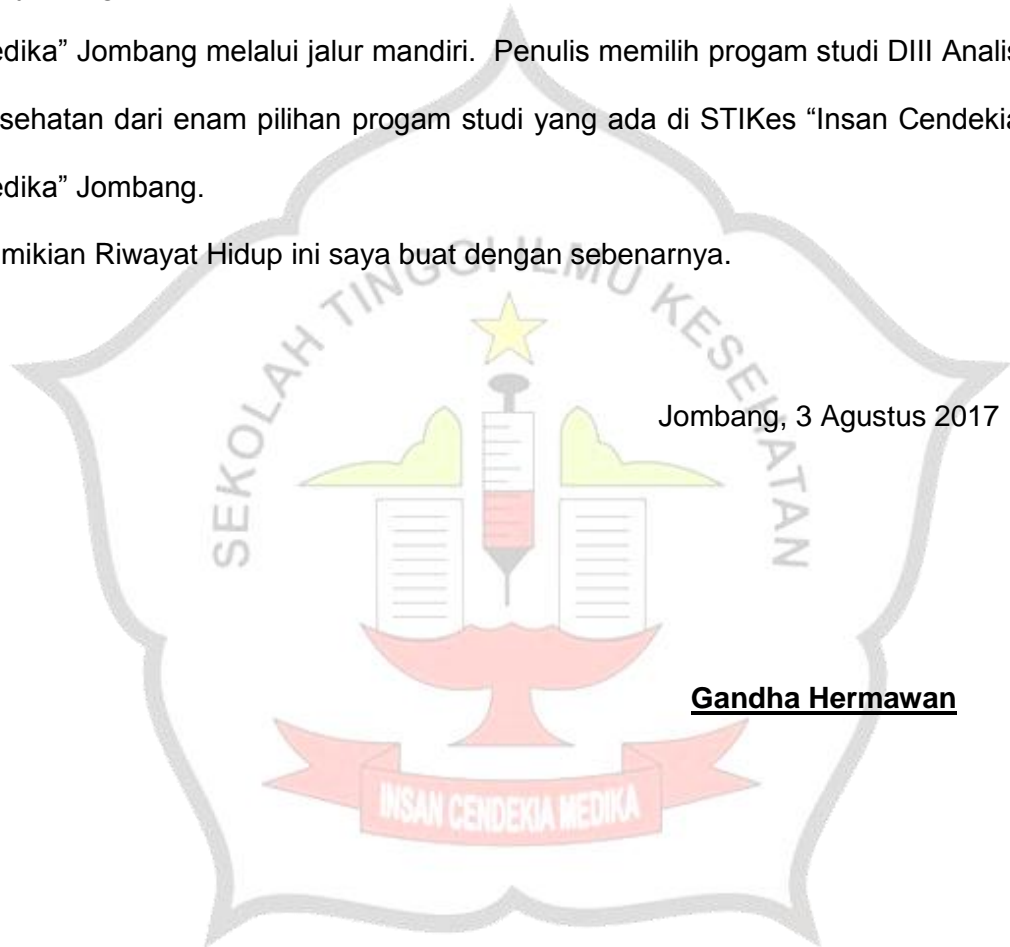 edika” Jombang melalui jalur mandiri. Penulis memilih progam studi DIII Analis
sehatan dari enam pilihan progam studi yang ada di STIKes “Insan Cendekia
edika” Jombang.
mikian Riwayat Hidup ini saya buat dengan sebenarnya.
SEKOLAH TINGGI ILMU KESEHATAN
Jombang, 3 Agustus 2017
Gandha Hermawan
INSAN CENDEKIA MEDIKA